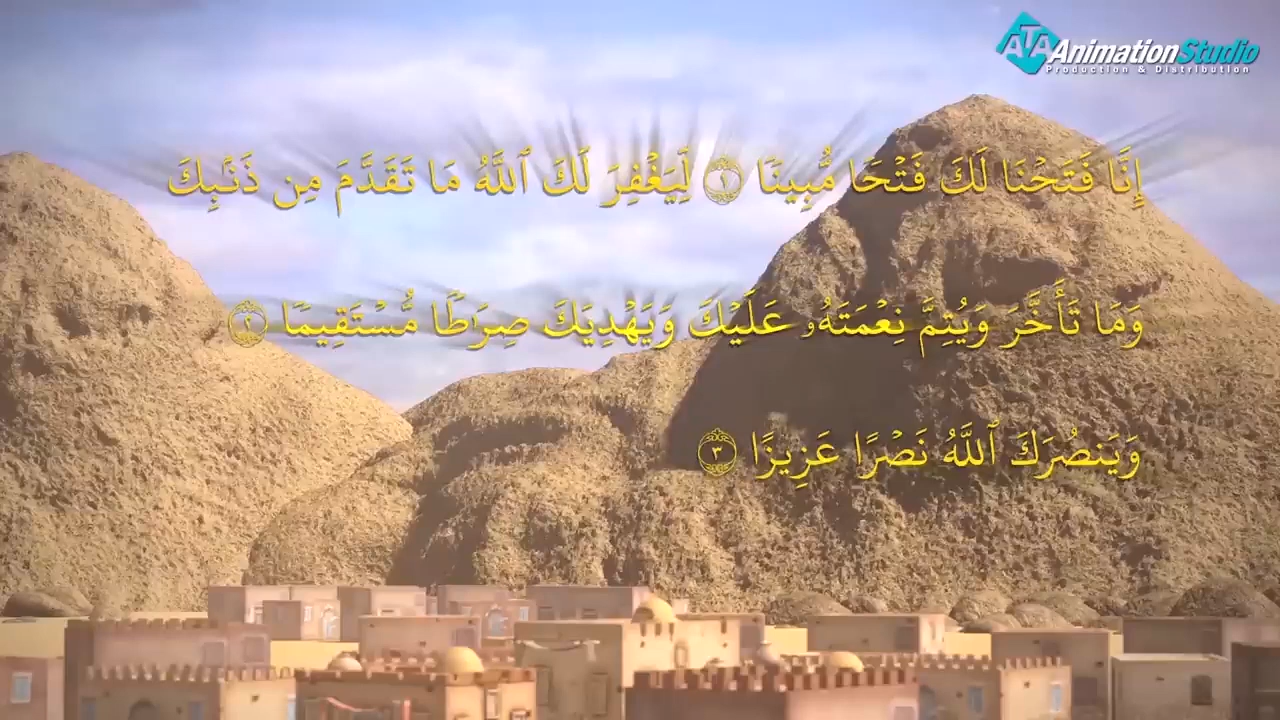 ATA AnimationStudio
Production & Distribution
إِنَّا فَتَحْنَا لَكَ فَتْحًا مُّبِينًا ١ لِّيَغْفِرَ لَكَ ٱللَّهُ مَا تَقَدَّمَ مِن ذَنۢبِكَ
وَمَا تَأَخَّرَ وَيُتِمَّ نِعْمَتَهُۥ عَلَيْكَ وَيَهْدِيَكَ صِرَٰطًا مُّسْتَقِيمًا ٢
وَيَنصُرَكَ ٱللَّهُ نَصْرًا عَزِيزًا ٣